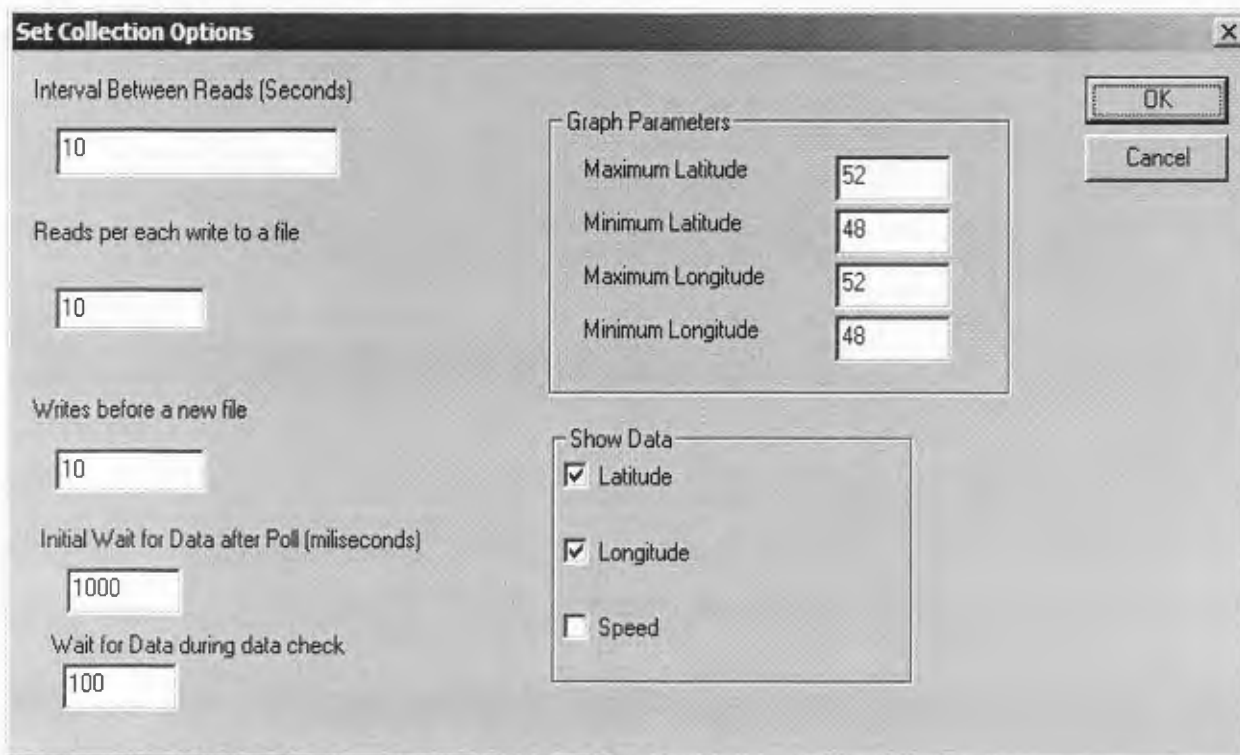 Set Collection Options
Interval Between Reads (Seconds)
10
Reads per each write to a file
10
Writes before a new file
10
Initial Wait for Data after Poll (miliseconds)
1000
Wait for Data during data check
100
Graph Parameters
Maximum Latitude 52
Minimum Latitude 48
Maximum Longitude 52
Minimum Longitude 48
Show Data
Latitude
Longitude
Speed
OK
Cancel